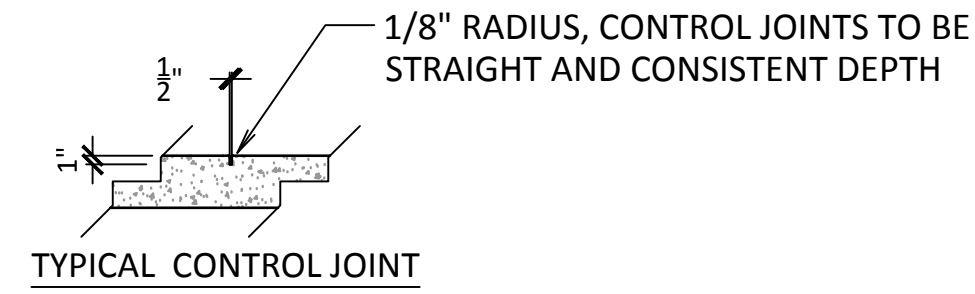 1/8" RADIUS, CONTROL JOINTS TO BE
STRAIGHT AND CONSISTENT DEPTH
1/2"
1"
TYPICAL CONTROL JOINT